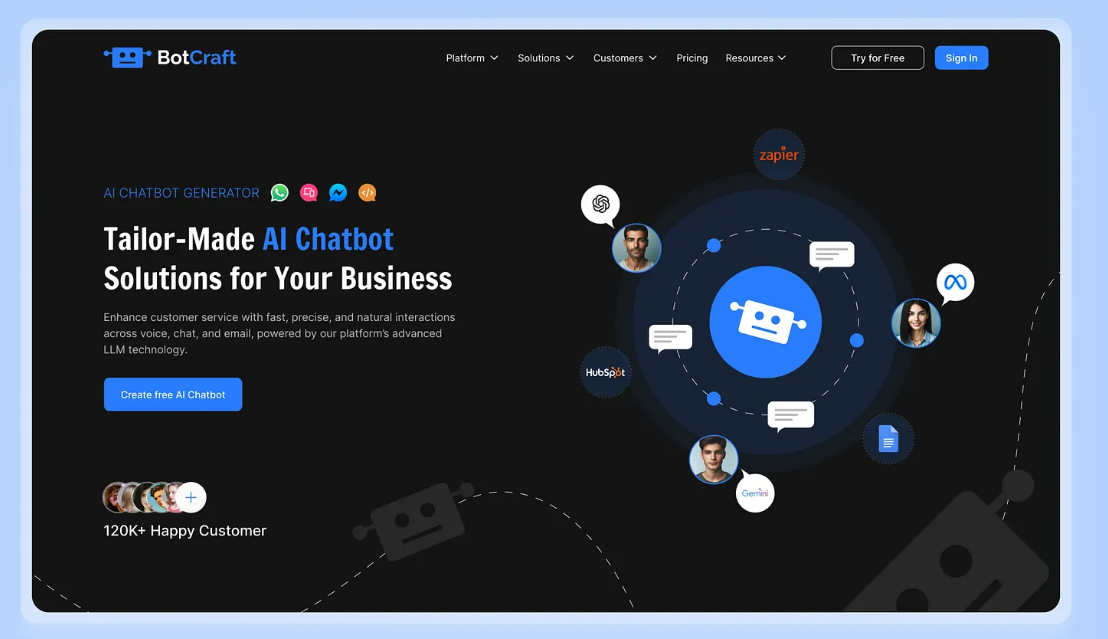 BotCraft
Platform
Solutions
Customers
Pricing
Resources
Try for Free
Sign In
AI CHATBOT GENERATOR
Tailor-Made AI Chatbot
Solutions for Your Business
Enhance customer service with fast, precise, and natural interactions
across voice, chat, and email, powered by our platform's advanced
LLM technology.
Create free AI Chatbot
120K+ Happy Customer
zapier
HubSpot
Gemini